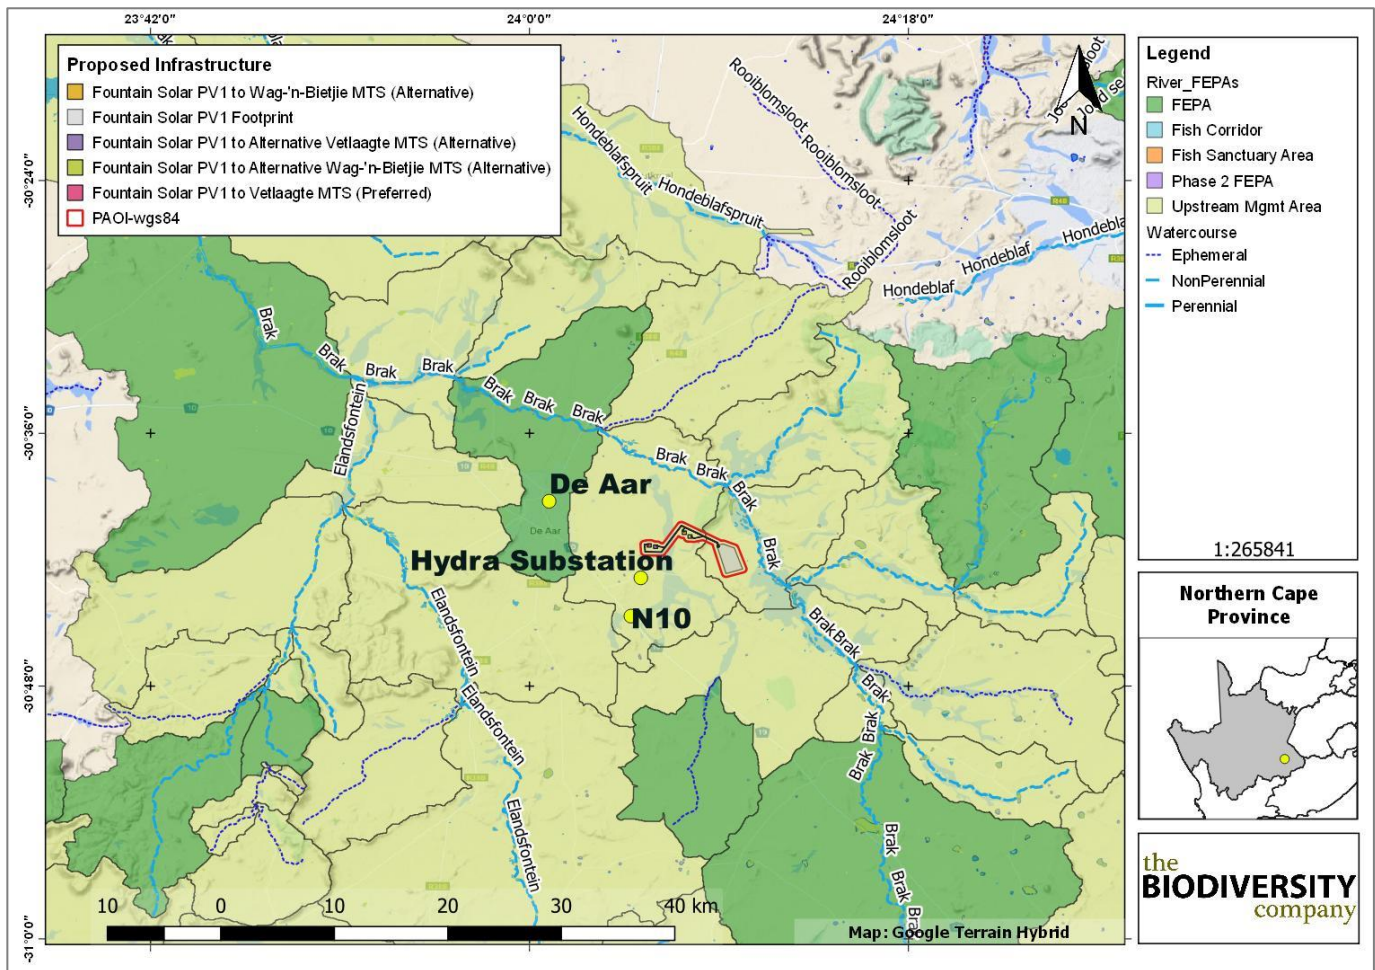 23°42'0"
24°0'0"
24°18'0"
Proposed Infrastructure
Fountain Solar PV1 to Wag-'n-Bietjie MTS (Alternative)
Fountain Solar PV1 Footprint
Fountain Solar PV1 to Alternative Vetlaagte MTS (Alternative)
Fountain Solar PV1 to Alternative Wag-'n-Bietjie MTS (Alternative)
Fountain Solar PV1 to Vetlaagte MTS (Preferred)
PAOI-wgs84
Legend
River_FEPAs
FEPA
Fish Corridor
Fish Sanctuary Area
Phase 2 FEPA
Upstream Mgmt Area
Watercourse
Ephemeral
NonPerennial
Perennial
1:265841
Northern Cape
Province
the
BIODIVERSITY
company
N
-30°24'0"
-30°36'0"
-30°48'0"
-31°0'0"
Rooiblomsloot
Rooiblomsloot
Rooiblomsloot
Hondeblafspruit
Hondeblafspruit
Hondeblaf
Hondeblaf
Brak
Brak
Brak
Brak
Brak
Brak
Brak
Elandsfontein
Brak
Brak
Brak
De Aar
De Aar
Brak
Hydra Substation
N10
Elandsfontein
Brak
Brak
Brak
Elandsfontein
Brak
Brak
Elandsfontein
Brak
Brak
10
0
10
20
30
40 km
Map: Google Terrain Hybrid